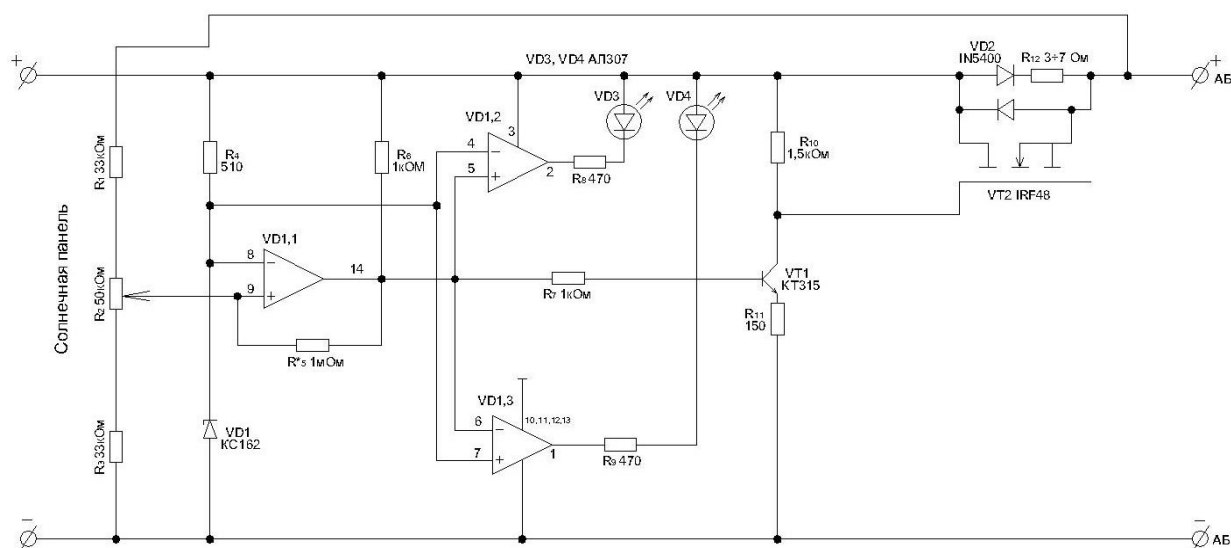 +
VD3, VD4 АЛ307
VD2
IN5400
R₁₂ 3÷7 Ом
+
АБ
VD3
VD4
R₁ 33кОм
R₄
510
R₆
1кОМ
VD1,2
3
4
5
2
R₈ 470
R₁₀
1,5кОм
VT2 IRF48
Солнечная панель
R₂ 50кОм
VD1,1
8
9
14
R*₅ 1мОм
R₇ 1кОм
VT1
КТ315
R₁₁
150
R₃ 33кОм
VD1
КС162
VD1,3
10,11,12,13
6
7
1
R₉ 470
−
−
АБ